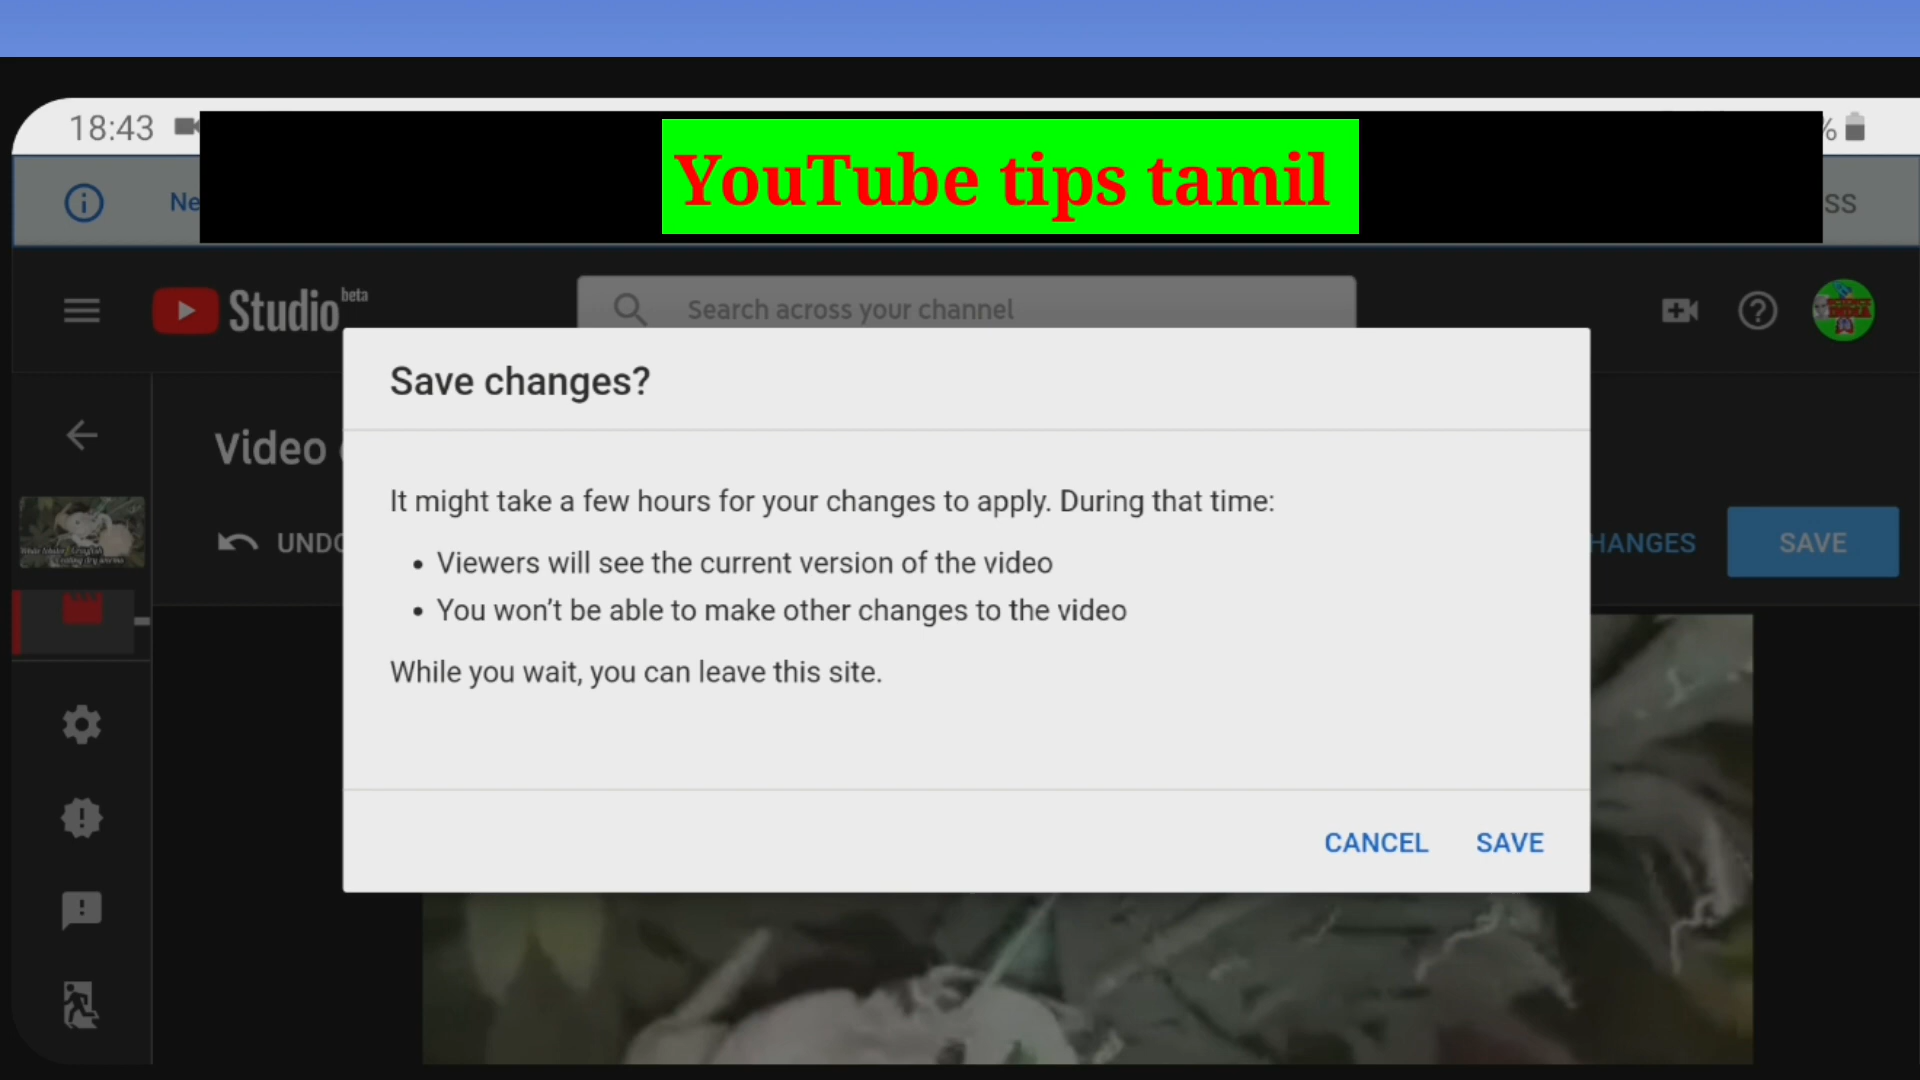 18:43
%
YouTube tips tamil
Ne
SS
Studio beta
Search across your channel
Save changes?
Video
It might take a few hours for your changes to apply. During that time:
UNDO
HANGES
SAVE
• Viewers will see the current version of the video
• You won't be able to make other changes to the video
While you wait, you can leave this site.
CANCEL
SAVE